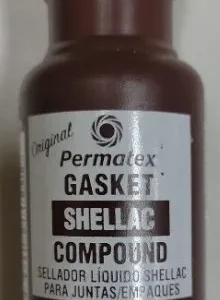 Original
Permatex
GASKET
SHELLAC
COMPOUND
SELLADOR LÍQUIDO SHELLAC
PARA JUNTAS/EMPAQUES